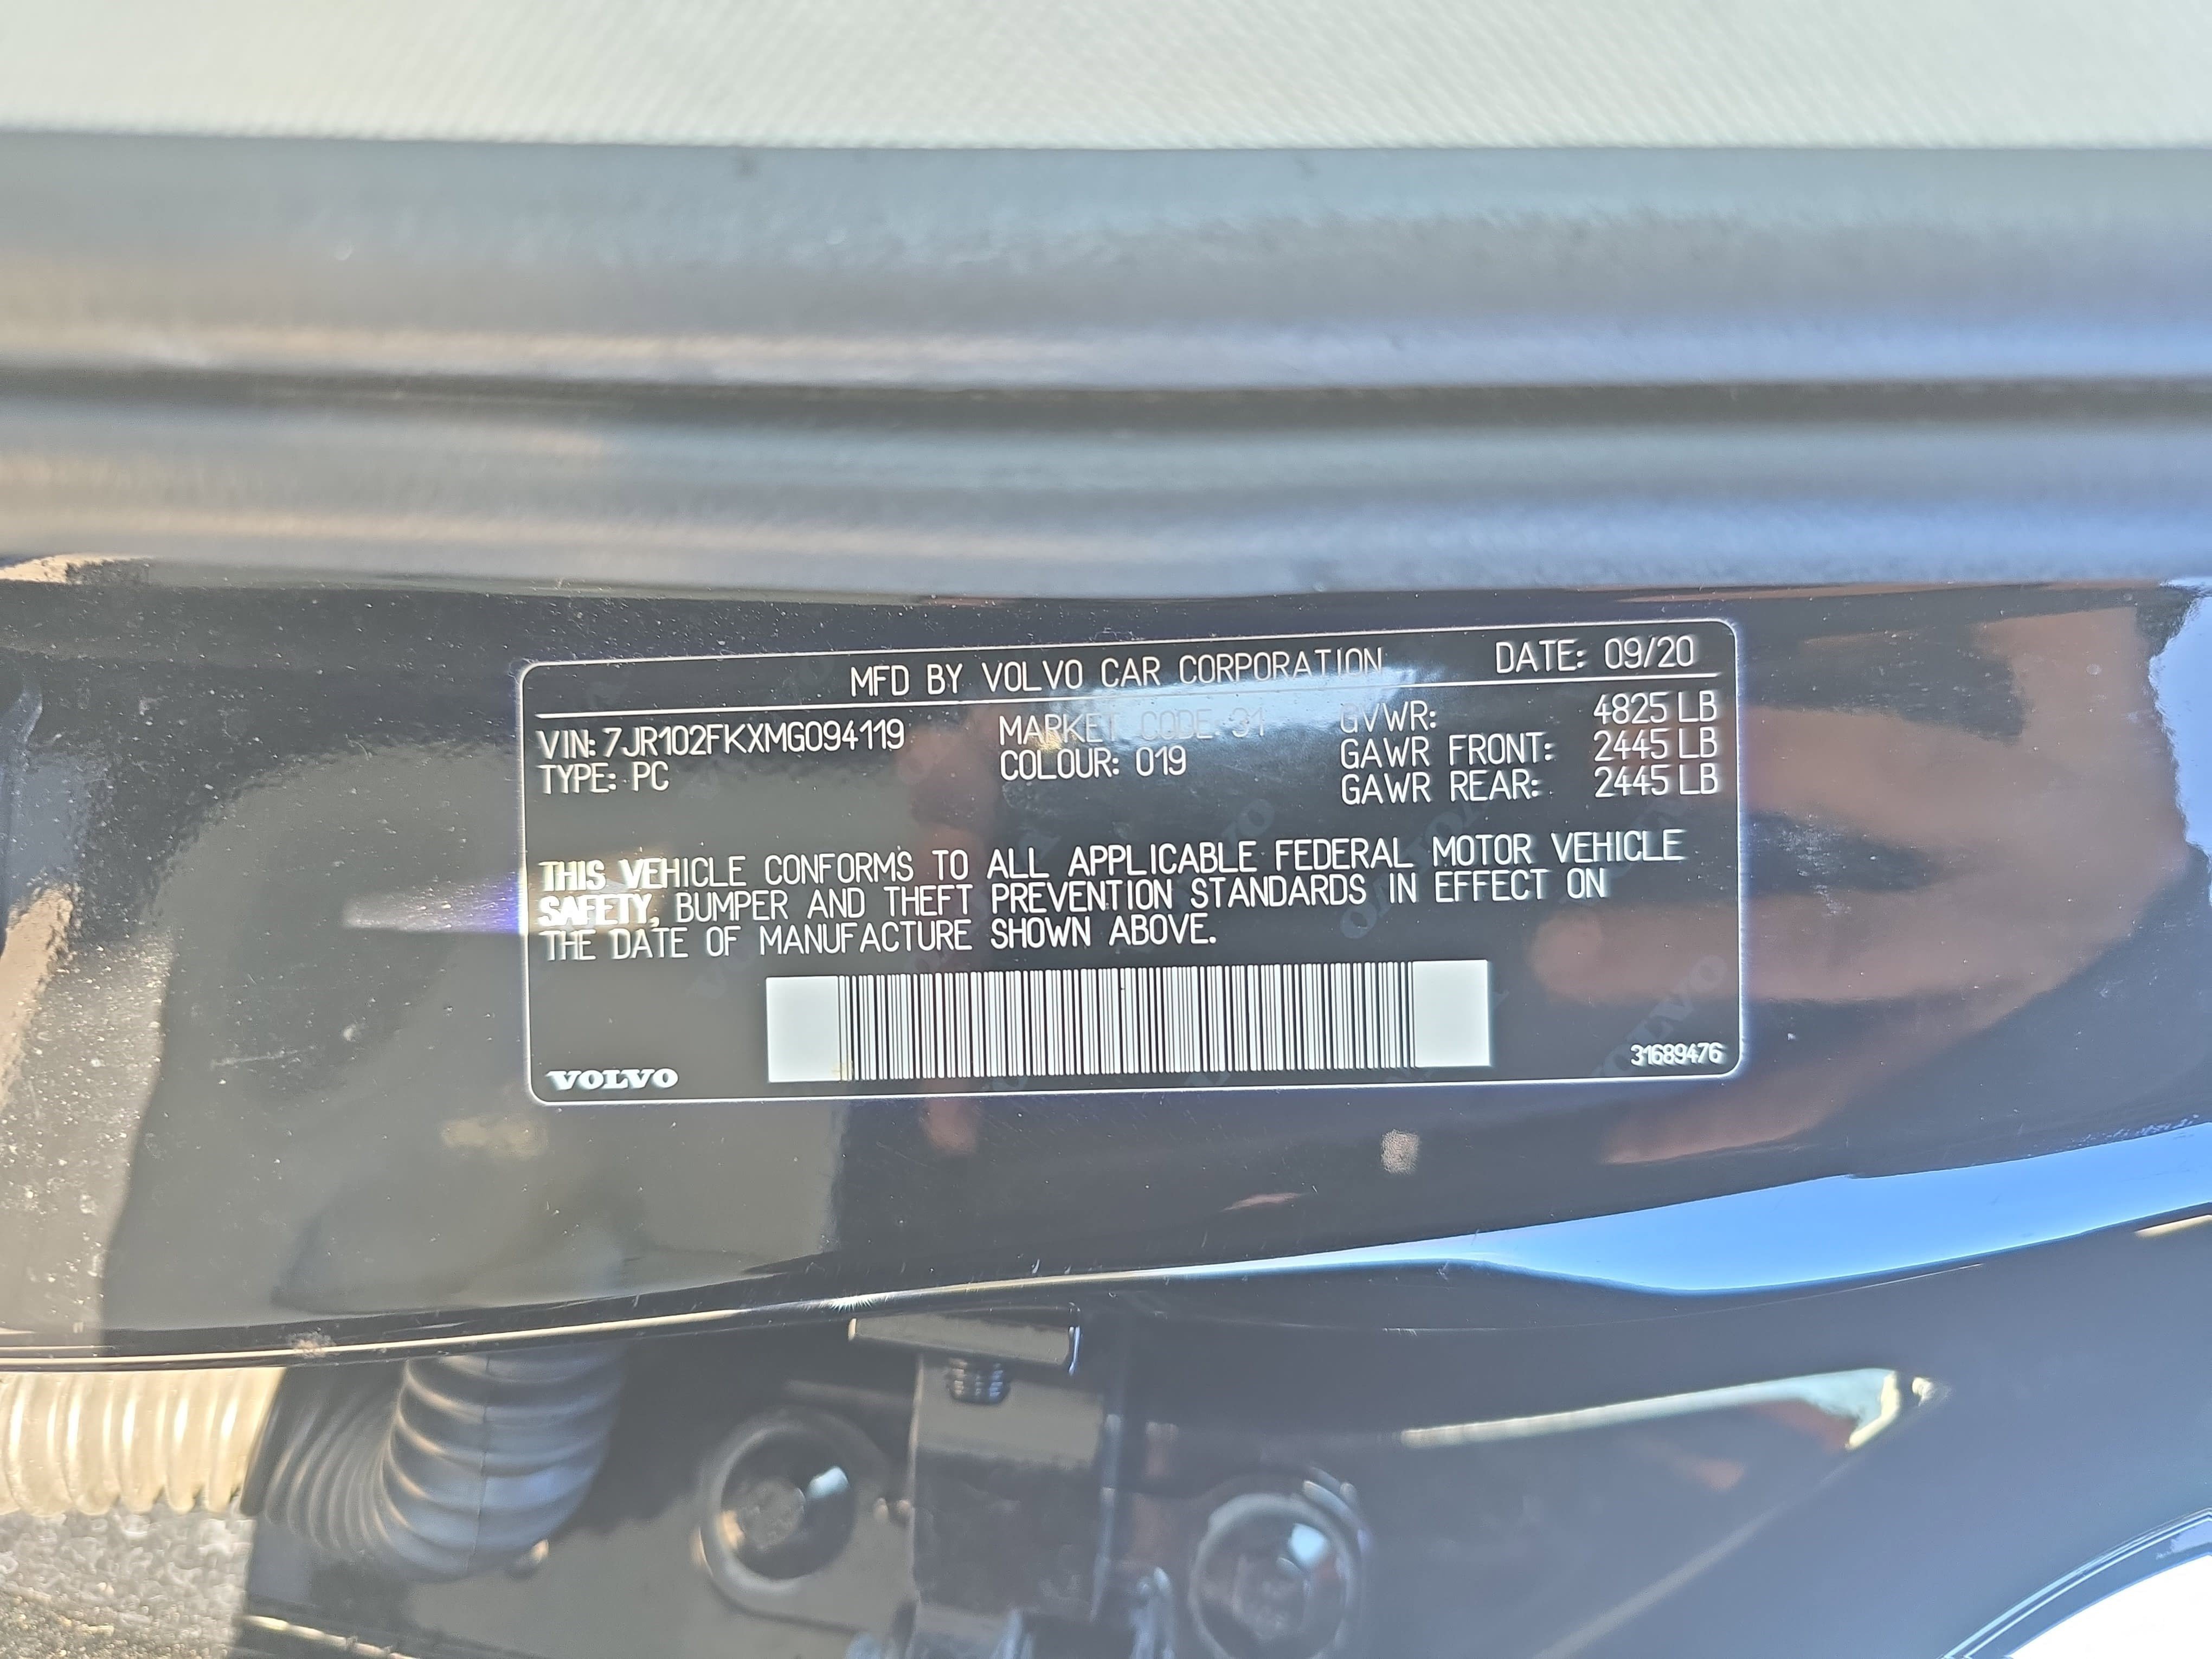 MFD BY VOLVO CAR CORPORATION DATE: 09/20
VIN: 7JR102FKXMG094119 MARKET CODE: 31 GVWR: 4825 LB
TYPE: PC COLOUR: 019 GAWR FRONT: 2445 LB
GAWR REAR: 2445 LB
THIS VEHICLE CONFORMS TO ALL APPLICABLE FEDERAL MOTOR VEHICLE
SAFETY, BUMPER AND THEFT PREVENTION STANDARDS IN EFFECT ON
THE DATE OF MANUFACTURE SHOWN ABOVE.
VOLVO
31689476